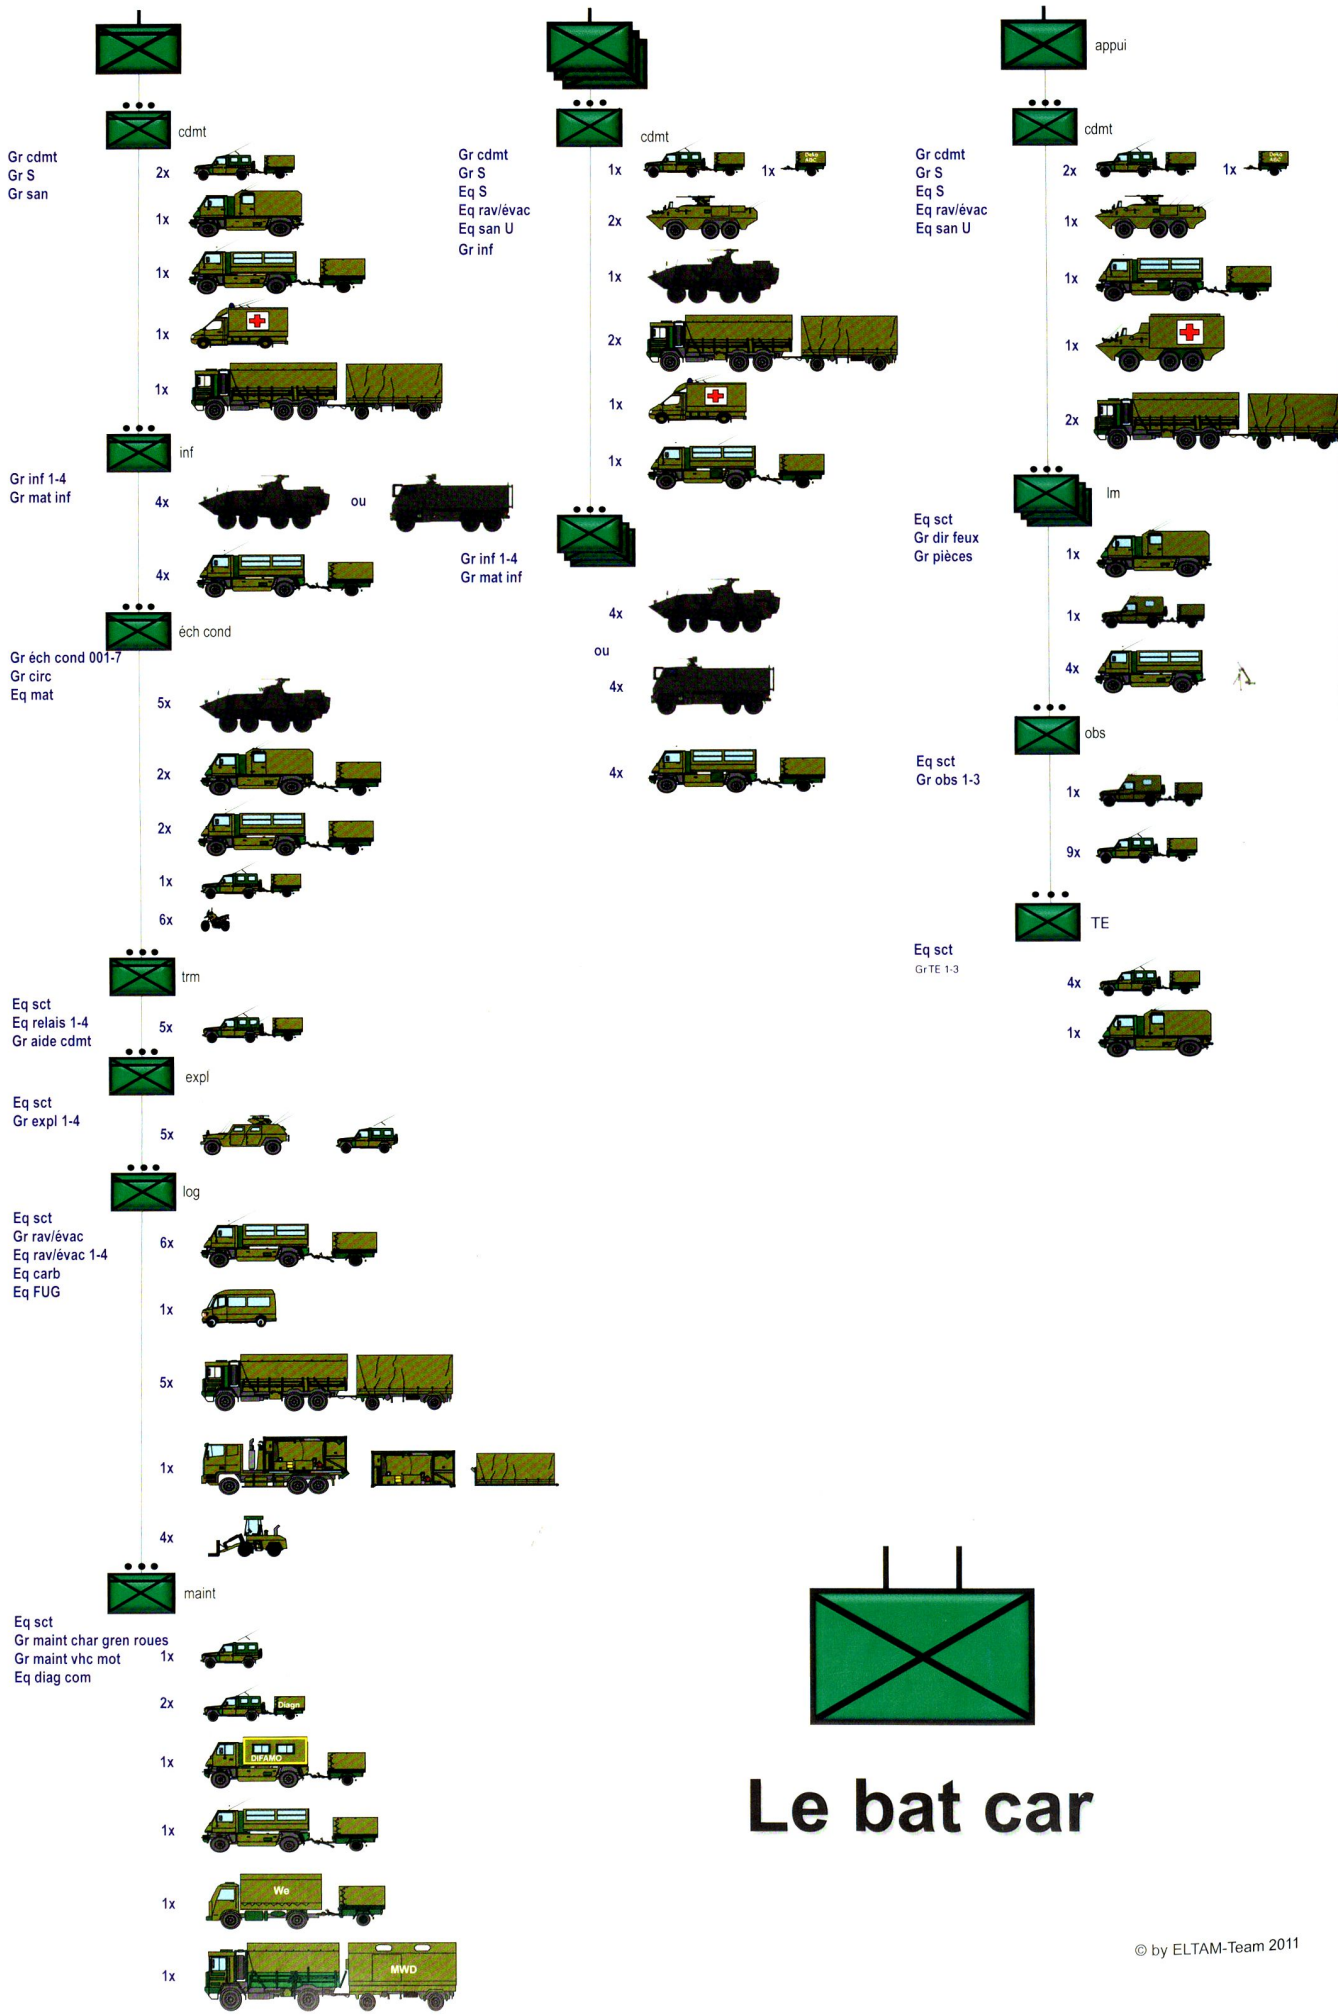 cdmt
Gr cdmt
Gr S
Gr san
2x
1x
1x
1x
1x
inf
Gr inf 1-4
Gr mat inf
4x
ou
4x
éch cond
Gr éch cond 001-7
Gr circ
Eq mat
5x
2x
2x
1x
6x
trm
Eq sct
Eq relais 1-4
Gr aide cdmt
5x
expl
Eq sct
Gr expl 1-4
5x
log
Eq sct
Gr rav/évac
Eq rav/évac 1-4
Eq carb
Eq FUG
6x
1x
5x
1x
4x
maint
Eq sct
Gr maint char gren roues
Gr maint vhc mot
Eq diag com
1x
2x
Diagn
1x
DIFAMO
1x
1x
We
1x
MWD
cdmt
Gr cdmt
Gr S
Eq S
Eq rav/évac
Eq san U
Gr inf
1x
1x
Deko
ABC
2x
1x
2x
1x
1x
Gr inf 1-4
Gr mat inf
4x
ou
4x
4x
appui
cdmt
Gr cdmt
Gr S
Eq S
Eq rav/évac
Eq san U
2x
1x
Deko
ABC
1x
1x
1x
2x
lm
Eq sct
Gr dir feux
Gr pièces
1x
1x
4x
obs
Eq sct
Gr obs 1-3
1x
9x
TE
Eq sct
Gr TE 1-3
4x
1x
Le bat car
© by ELTAM-Team 2011